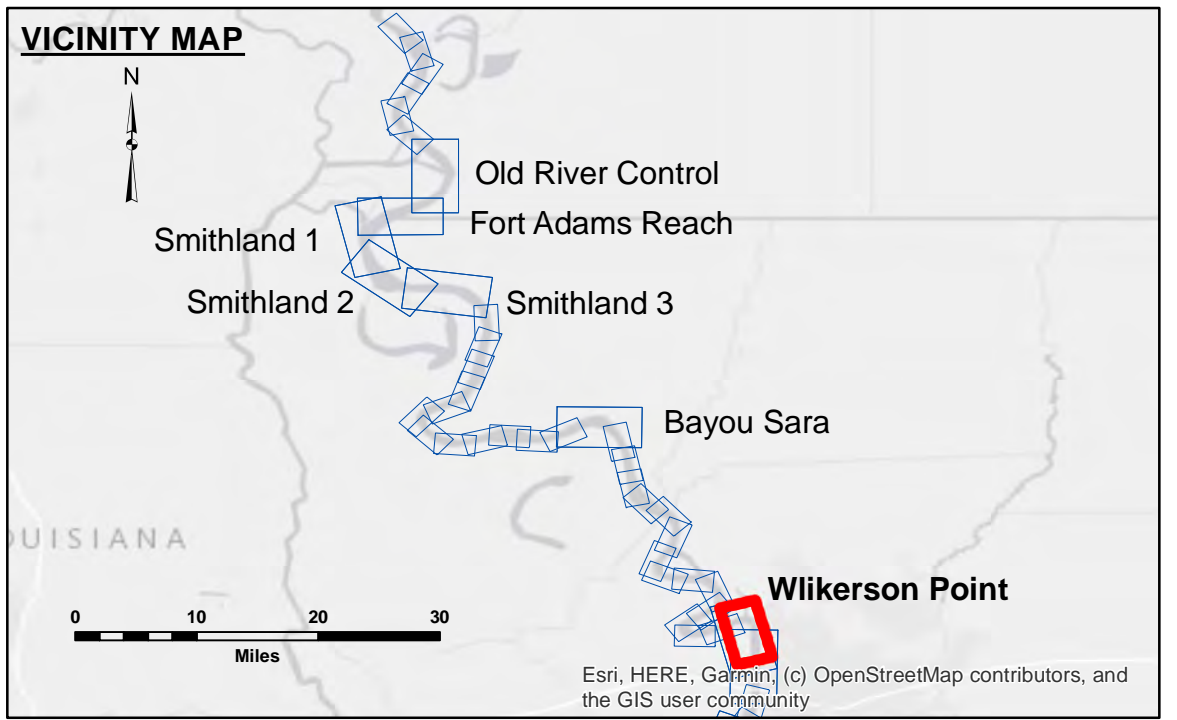 VICINITY MAP
N
Old River Control
Fort Adams Reach
Smithland 1
Smithland 2
Smithland 3
Bayou Sara
OUISIANA
Wlikerson Point
0 10 20 30
Miles
Esri, HERE, Garmin, (c) OpenStreetMap contributors, and
the GIS user community